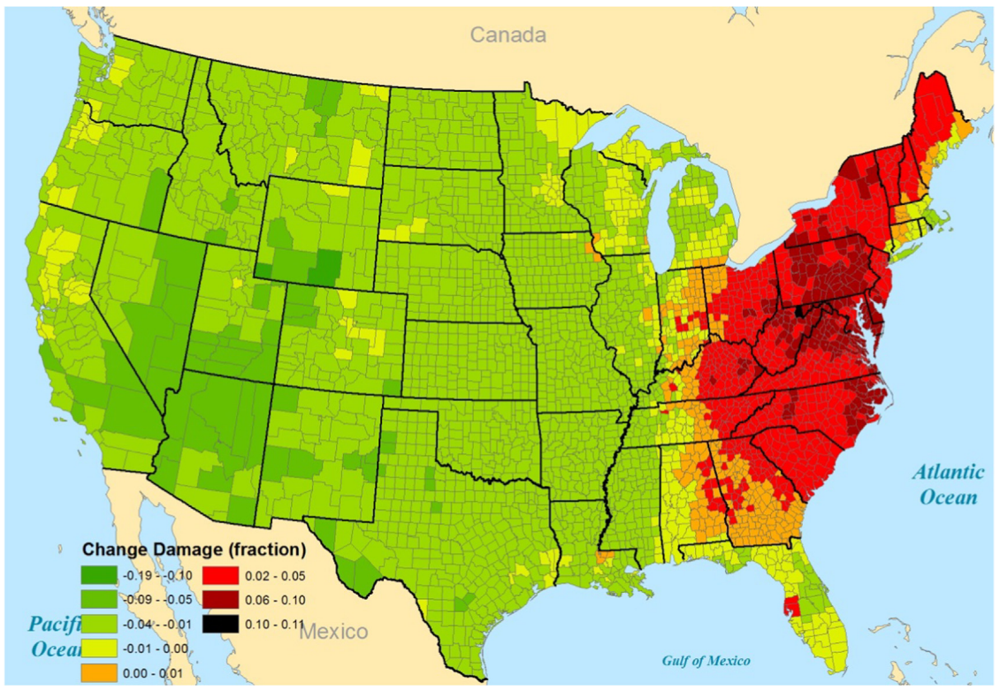 Canada
Atlantic
Ocean
Change Damage (fraction)
-0.19 - -0.10
-0.09 - -0.05
-0.04 - -0.01
-0.01 - 0.00
0.00 - 0.01
0.02 - 0.05
0.06 - 0.10
0.10 - 0.11
Mexico
Gulf of Mexico